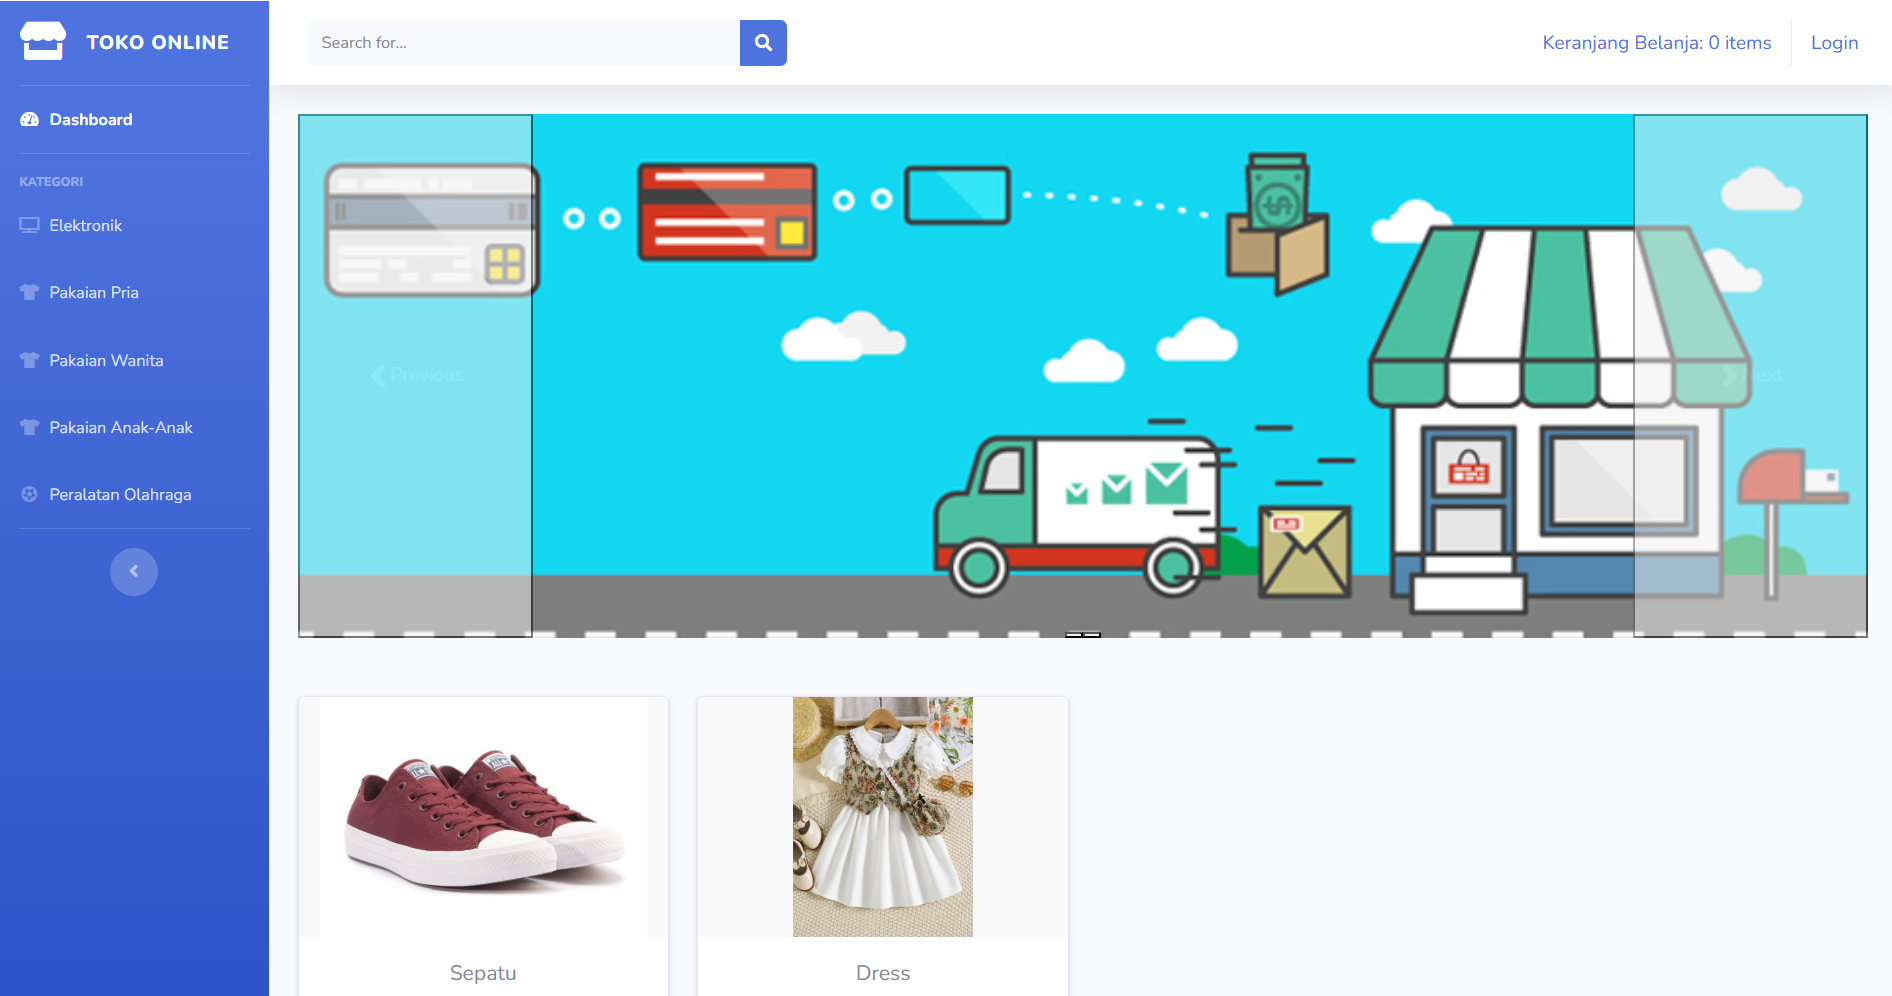 TOKO ONLINE
Search for...
Keranjang Belanja: 0 items
Login
Dashboard
KATEGORI
Elektronik
Pakaian Pria
Pakaian Wanita
Pakaian Anak-Anak
Peralatan Olahraga
Previous
Next
Sepatu
Dress